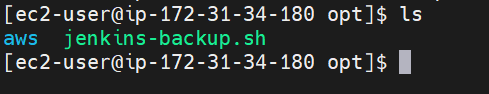 [ec2-user@ip-172-31-34-180 opt]$ ls
aws  jenkins-backup.sh
[ec2-user@ip-172-31-34-180 opt]$